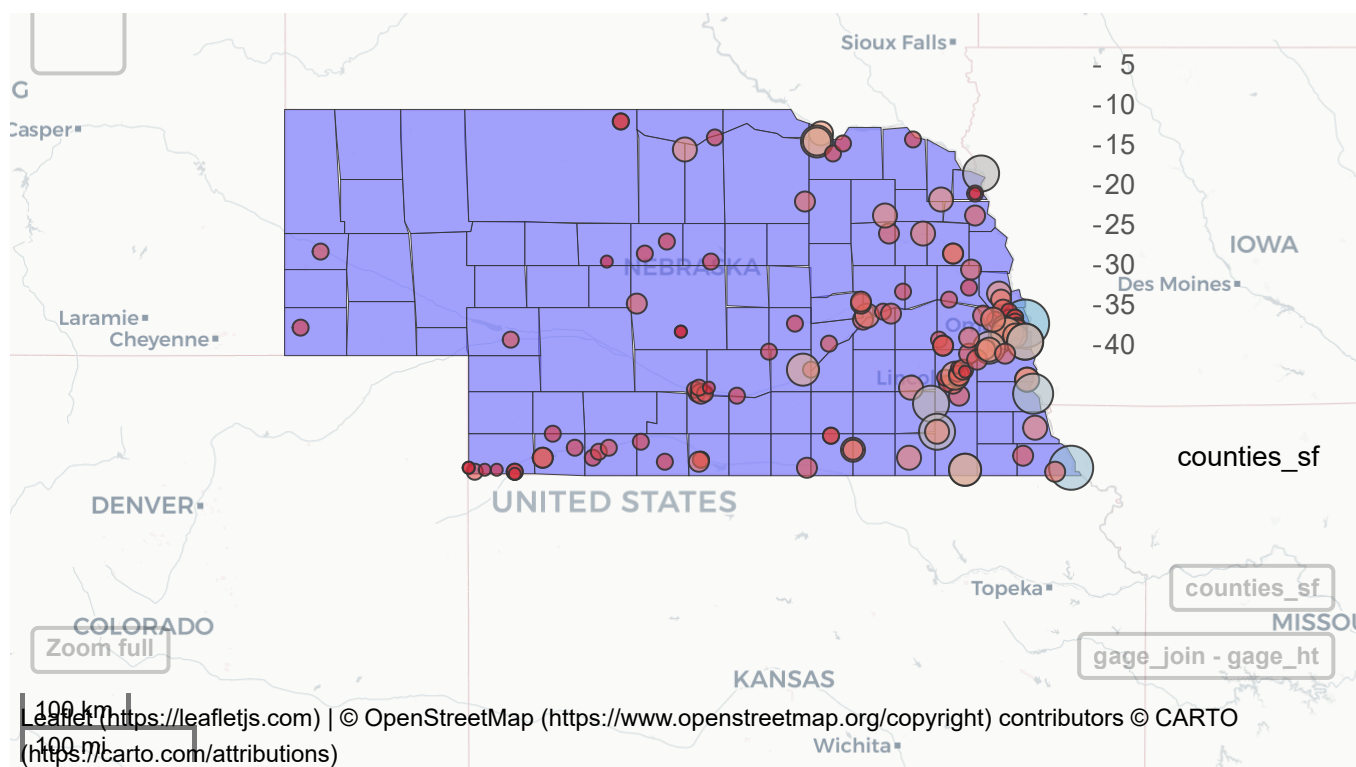 Sioux Falls
5
G
-10
Casper
-15
-20
-25
IOWA
NEBRASKA
-30
Des Moines
-35
Laramie
Cheyenne
-40
Lincoln
counties_sf
DENVER
UNITED STATES
Topeka
counties_sf
COLORADO
MISSOU
Zoom full
gage_join - gage_ht
KANSAS
100 km
Leaflet (https://leafletjs.com) | © OpenStreetMap (https://www.openstreetmap.org/copyright) contributors © CARTO
100 mi
Wichita
(https://carto.com/attributions)